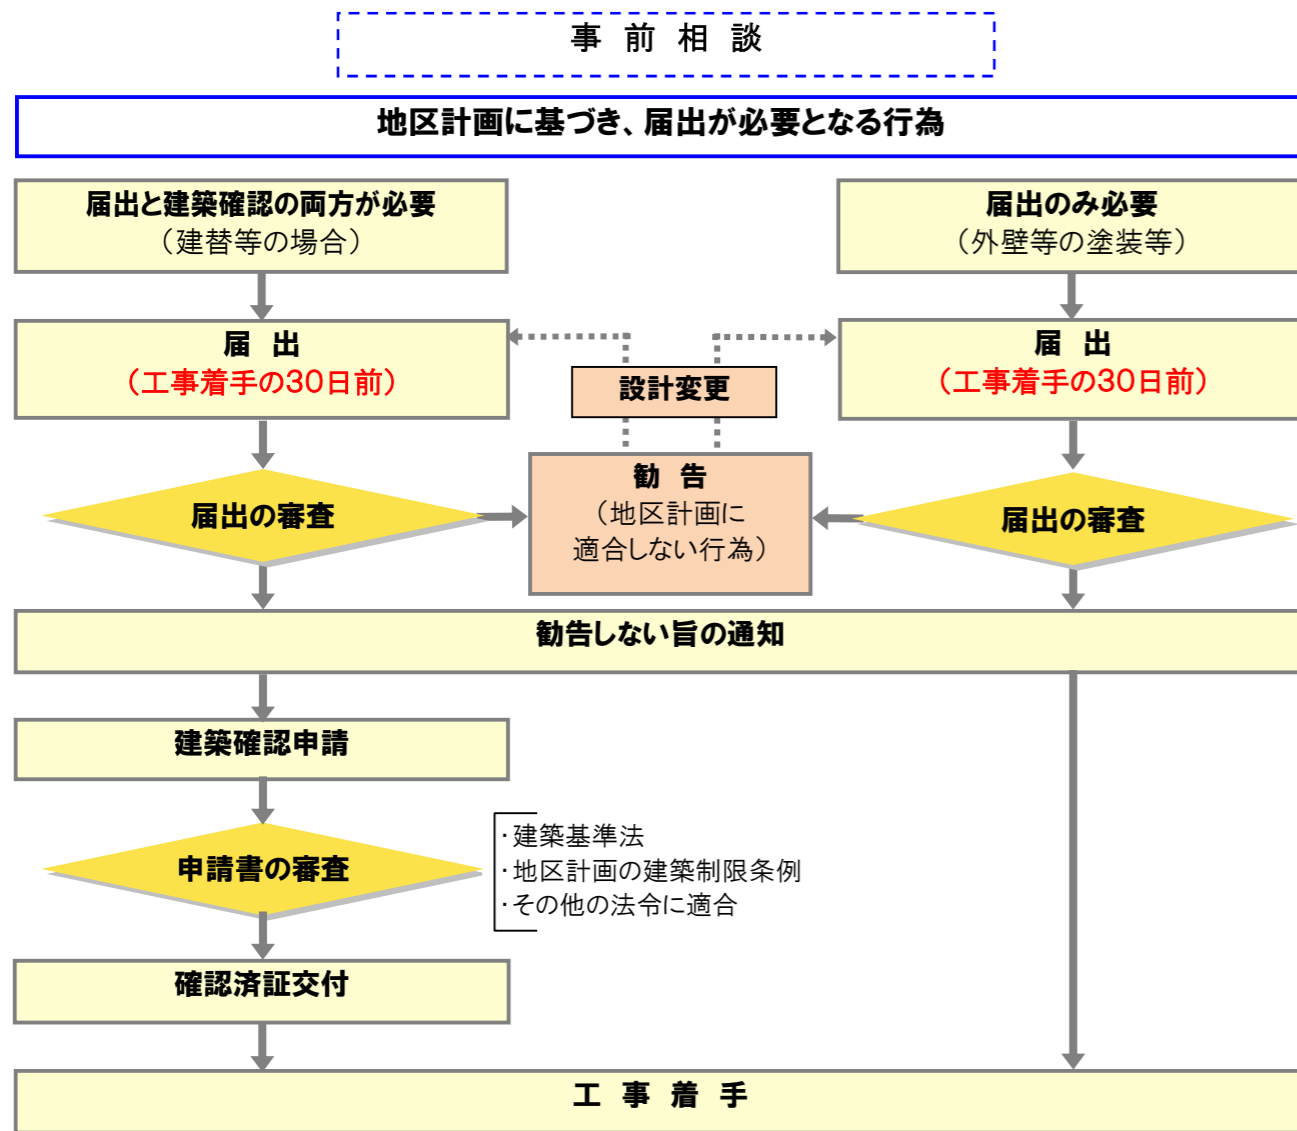 事 前 相 談
地区計画に基づき、届出が必要となる行為
届出と建築確認の両方が必要
（建替等の場合）
届出のみ必要
（外壁等の塗装等）
届 出
（工事着手の30日前）
届 出
（工事着手の30日前）
設計変更
勧 告
（地区計画に
適合しない行為）
届出の審査
届出の審査
勧告しない旨の通知
建築確認申請
申請書の審査
・建築基準法
・地区計画の建築制限条例
・その他の法令に適合
確認済証交付
工 事 着 手